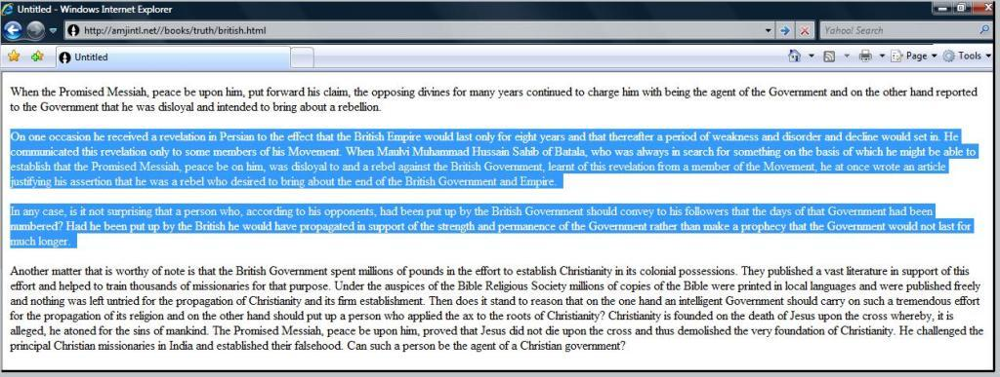 Untitled - Windows Internet Explorer
http://amjintl.net//books/truth/british.html
Yahoo! Search
Untitled
Page
Tools
When the Promised Messiah, peace be upon him, put forward his claim, the opposing divines for many years continued to charge him with being the agent of the Government and on the other hand reported
to the Government that he was disloyal and intended to bring about a rebellion.
On one occasion he received a revelation in Persian to the effect that the British Empire would last only for eight years and that thereafter a period of weakness and disorder and decline would set in. He
communicated this revelation only to some members of his Movement. When Maulvi Muhammad Hussain Sahib of Batala, who was always in search for something on the basis of which he might be able to
establish that the Promised Messiah, peace be on him, was disloyal to and a rebel against the British Government, learnt of this revelation from a member of the Movement, he at once wrote an article
justifying his assertion that he was a rebel who desired to bring about the end of the British Government and Empire.
In any case, is it not surprising that a person who, according to his opponents, had been put up by the British Government should convey to his followers that the days of that Government had been
numbered? Had he been put up by the British he would have propagated in support of the strength and permanence of the Government rather than make a prophecy that the Government would not last for
much longer.
Another matter that is worthy of note is that the British Government spent millions of pounds in the effort to establish Christianity in its colonial possessions. They published a vast literature in support of this
effort and helped to train thousands of missionaries for that purpose. Under the auspices of the Bible Religious Society millions of copies of the Bible were printed in local languages and were published freely
and nothing was left untried for the propagation of Christianity and its firm establishment. Then does it stand to reason that on the one hand an intelligent Government should carry on such a tremendous effort
for the propagation of its religion and on the other hand should put up a person who applied the ax to the roots of Christianity? Christianity is founded on the death of Jesus upon the cross whereby, it is
alleged, he atoned for the sins of mankind. The Promised Messiah, peace be upon him, proved that Jesus did not die upon the cross and thus demolished the very foundation of Christianity. He challenged the
principal Christian missionaries in India and established their falsehood. Can such a person be the agent of a Christian government?